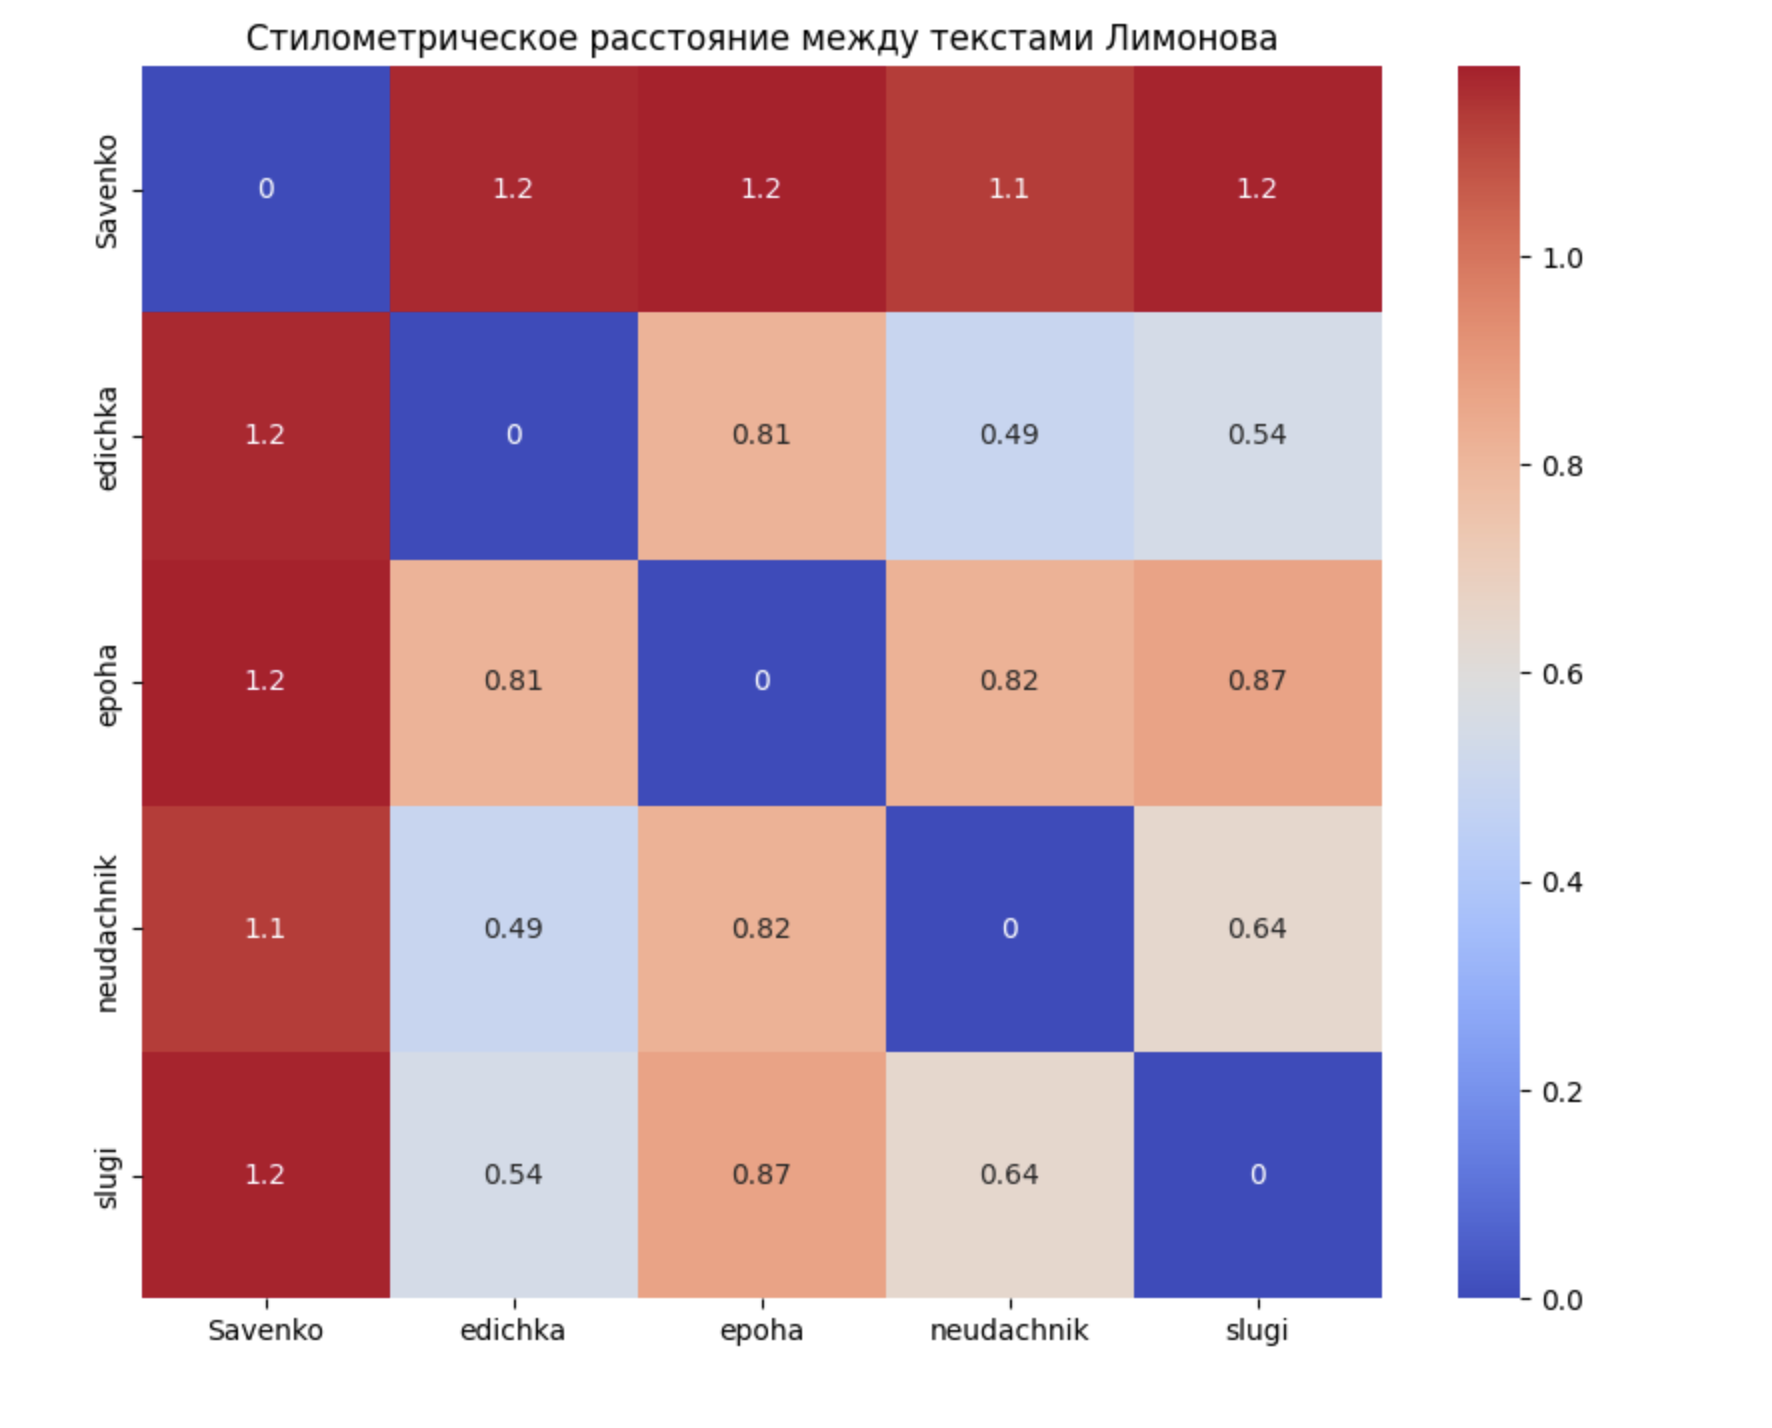 Стилометрическое расстояние между текстами Лимонова
Savenko
0
1.2
1.2
1.1
1.2
edichka
1.2
0
0.81
0.49
0.54
epoha
1.2
0.81
0
0.82
0.87
neudachnik
1.1
0.49
0.82
0
0.64
slugi
1.2
0.54
0.87
0.64
0
Savenko
edichka
epoha
neudachnik
slugi
1.0
0.8
0.6
0.4
0.2
0.0